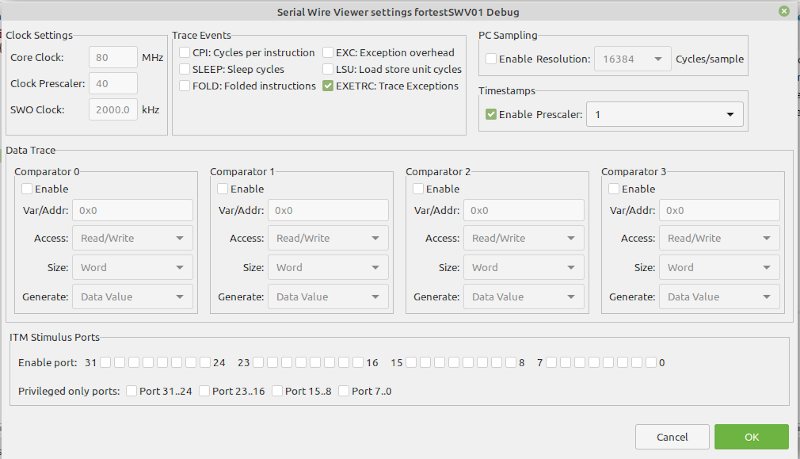 Serial Wire Viewer settings fortestSWV01 Debug
Clock Settings
Core Clock: 80 MHz
Clock Prescaler: 40
SWO Clock: 2000.0 kHz
Trace Events
CPI: Cycles per instruction EXC: Exception overhead
SLEEP: Sleep cycles LSU: Load store unit cycles
FOLD: Folded instructions EXETRC: Trace Exceptions
PC Sampling
Enable Resolution: 16384 Cycles/sample
Timestamps
Enable Prescaler: 1
Data Trace
Comparator 0
Enable
Var/Addr: 0x0
Access: Read/Write
Size: Word
Generate: Data Value
Comparator 1
Enable
Var/Addr: 0x0
Access: Read/Write
Size: Word
Generate: Data Value
Comparator 2
Enable
Var/Addr: 0x0
Access: Read/Write
Size: Word
Generate: Data Value
Comparator 3
Enable
Var/Addr: 0x0
Access: Read/Write
Size: Word
Generate: Data Value
ITM Stimulus Ports
Enable port: 31 24 23 16 15 8 7 0
Privileged only ports: Port 31..24 Port 23..16 Port 15..8 Port 7..0
Cancel OK